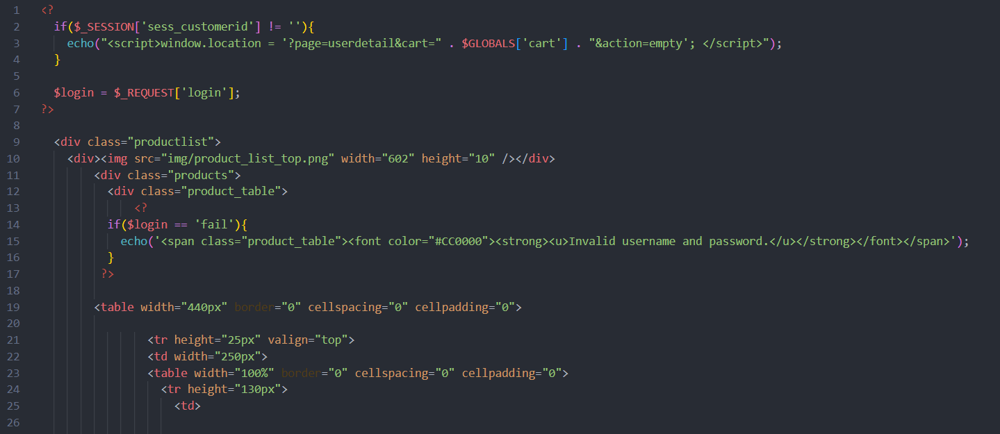 1 <?
2 if($_SESSION['sess_customerid'] != ''){
3 echo("<script>window.location = '?page=userdetail&cart=" . $GLOBALS['cart'] . "&action=empty'; </script>");
4 }
5
6 $login = $_REQUEST['login'];
7 ?>
8
9 <div class="productlist">
10 <div><img src="img/product_list_top.png" width="602" height="10" /></div>
11 <div class="products">
12 <div class="product_table">
13 <?
14 if($login == 'fail'){
15 echo('<span class="product_table"><font color="#CC0000"><strong><u>Invalid username and password.</u></strong></font></span>');
16 }
17 ?>
18
19 <table width="440px" border="0" cellspacing="0" cellpadding="0">
20
21 <tr height="25px" valign="top">
22 <td width="250px">
23 <table width="100%" border="0" cellspacing="0" cellpadding="0">
24 <tr height="130px">
25 <td>
26